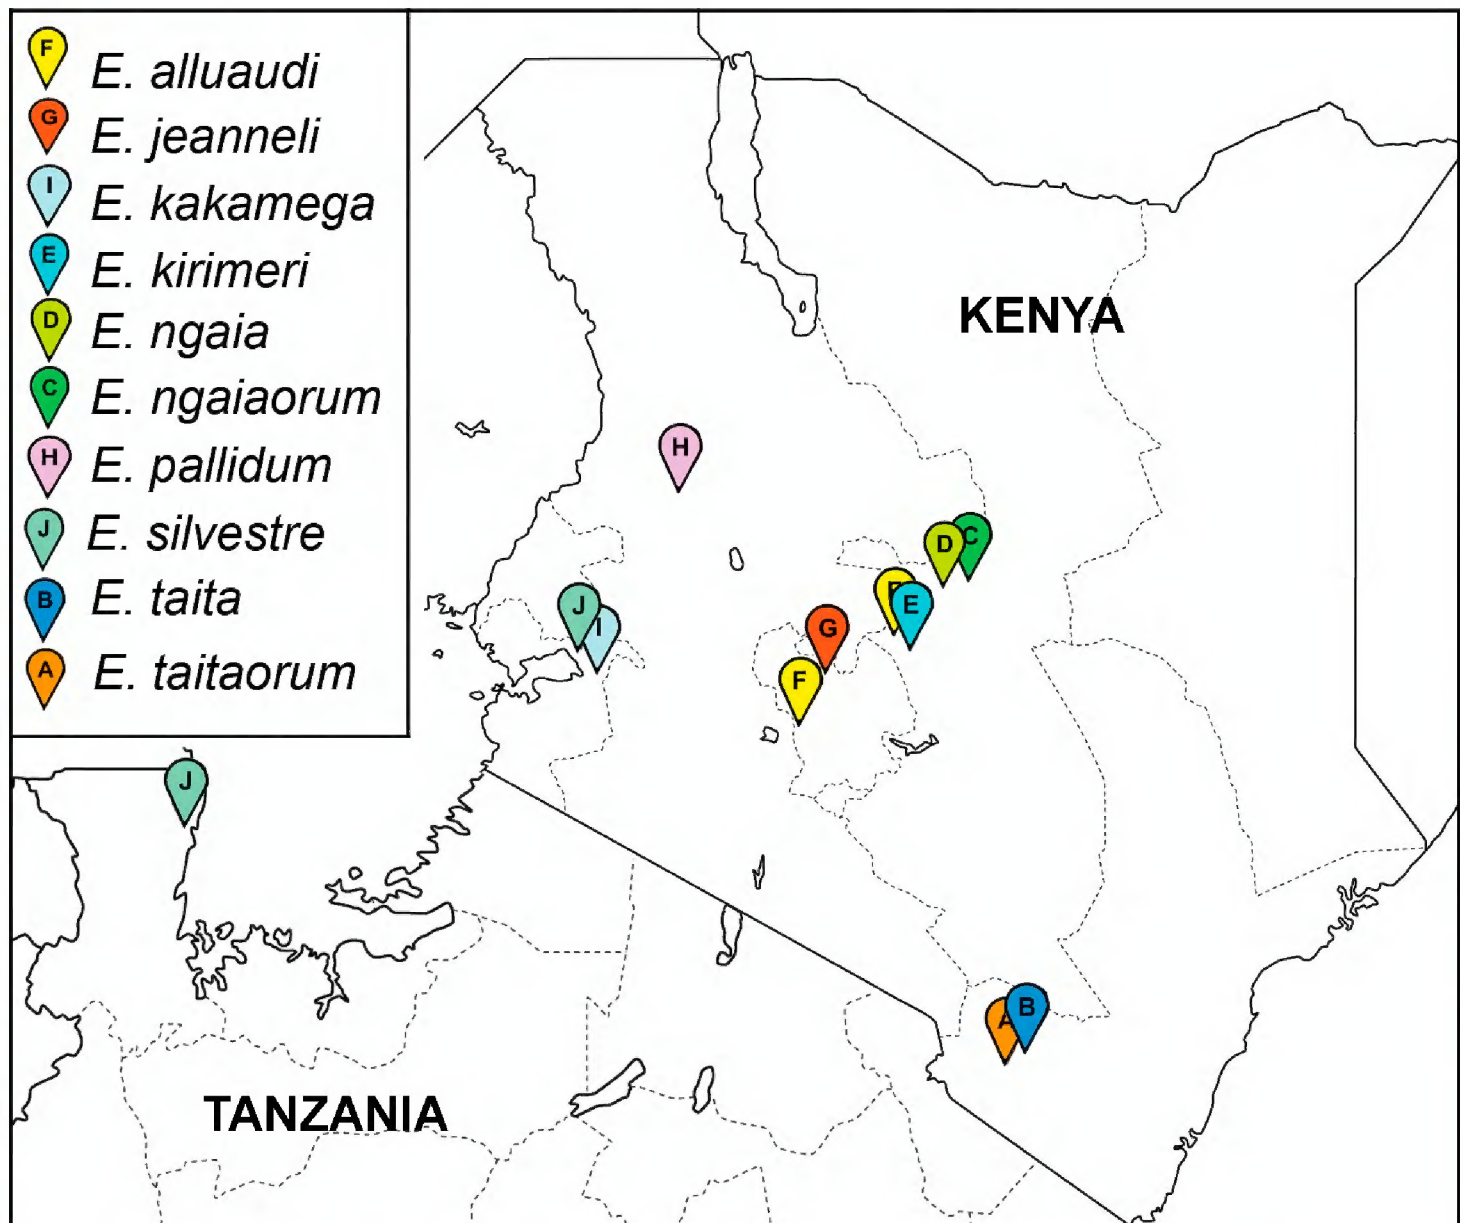 F E. alluaudi
G E. jeanneli
I E. kakamega
E E. kirimeri
D E. ngaia
C E. ngaiaorum
H E. pallidum
J E. silvestre
B E. taita
A E. taitaorum
KENYA
H
D C
F E
J I
G
F
J
A B
TANZANIA